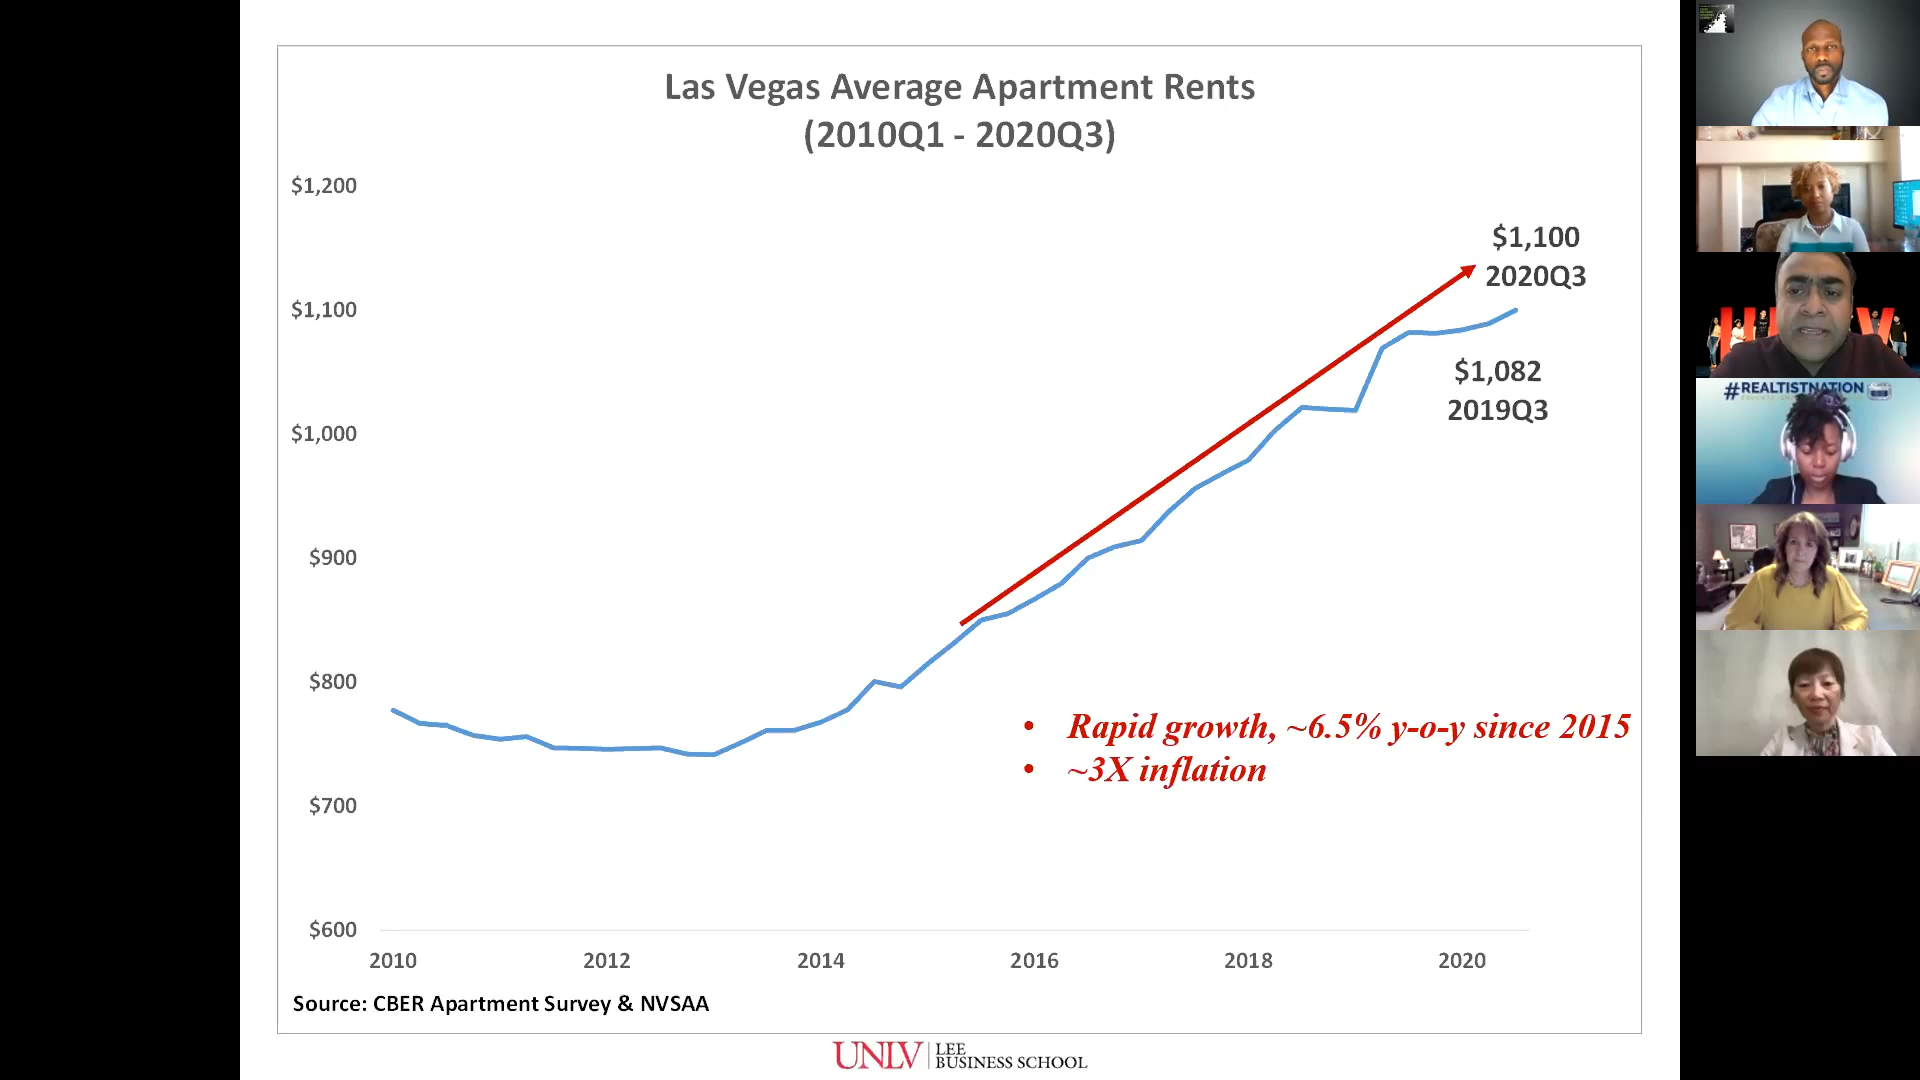 Las Vegas Average Apartment Rents
(2010Q1 - 2020Q3)
$1,200
$1,100
$1,000
$900
$800
$700
$600
2010 2012 2014 2016 2018 2020
$1,100
2020Q3
$1,082
2019Q3
• Rapid growth, ~6.5% y-o-y since 2015
• ~3X inflation
Source: CBER Apartment Survey & NVSAA
UNLV LEE
BUSINESS SCHOOL
#REALTISTNATION